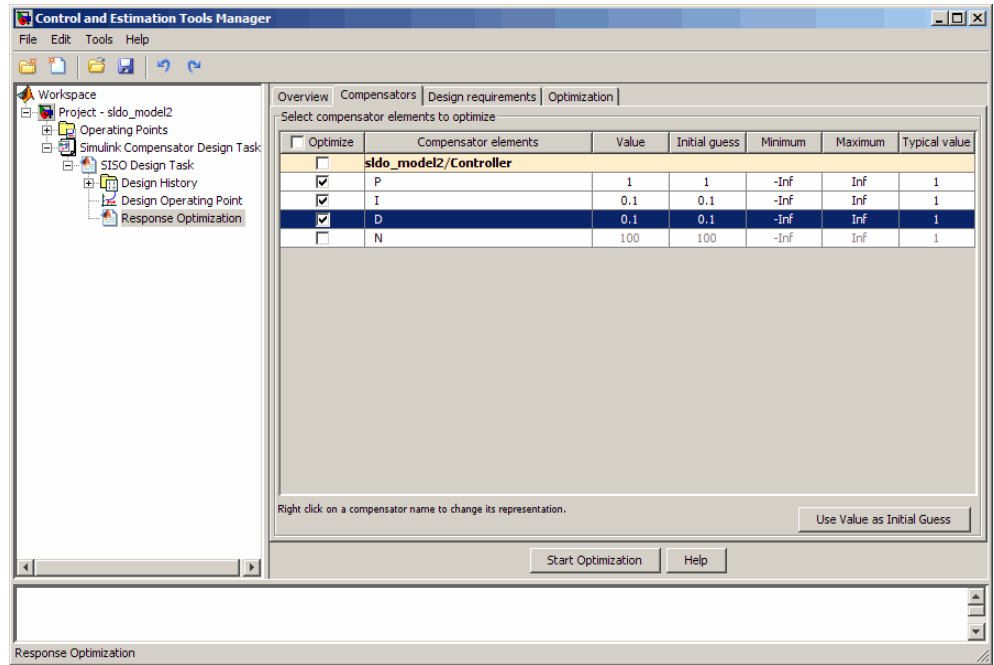 Control and Estimation Tools Manager
File Edit Tools Help
Workspace
Project - sldo_model2
Operating Points
Simulink Compensator Design Task
SISO Design Task
Design History
Design Operating Point
Response Optimization
Overview Compensators Design requirements Optimization
Select compensator elements to optimize
Optimize Compensator elements Value Initial guess Minimum Maximum Typical value
sldo_model2/Controller
P 1 1 -Inf Inf 1
I 0.1 0.1 -Inf Inf 1
D 0.1 0.1 -Inf Inf 1
N 100 100 -Inf Inf 1
Right click on a compensator name to change its representation.
Use Value as Initial Guess
Start Optimization Help
Response Optimization